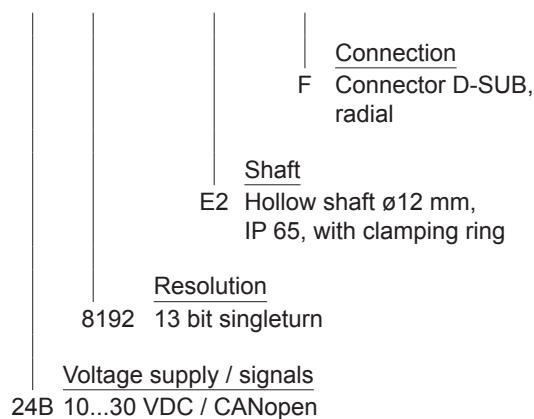 Connection
F Connector D-SUB,
radial
Shaft
E2 Hollow shaft ø12 mm,
IP 65, with clamping ring
Resolution
8192 13 bit singleturn
Voltage supply / signals
24B 10...30 VDC / CANopen